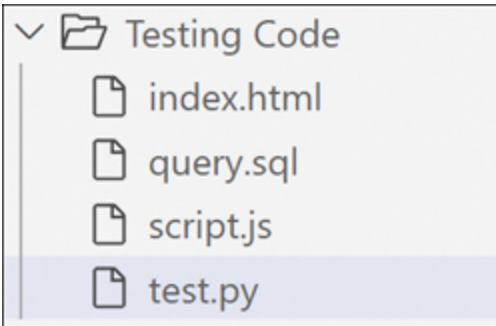 Testing Code
index.html
query.sql
script.js
test.py